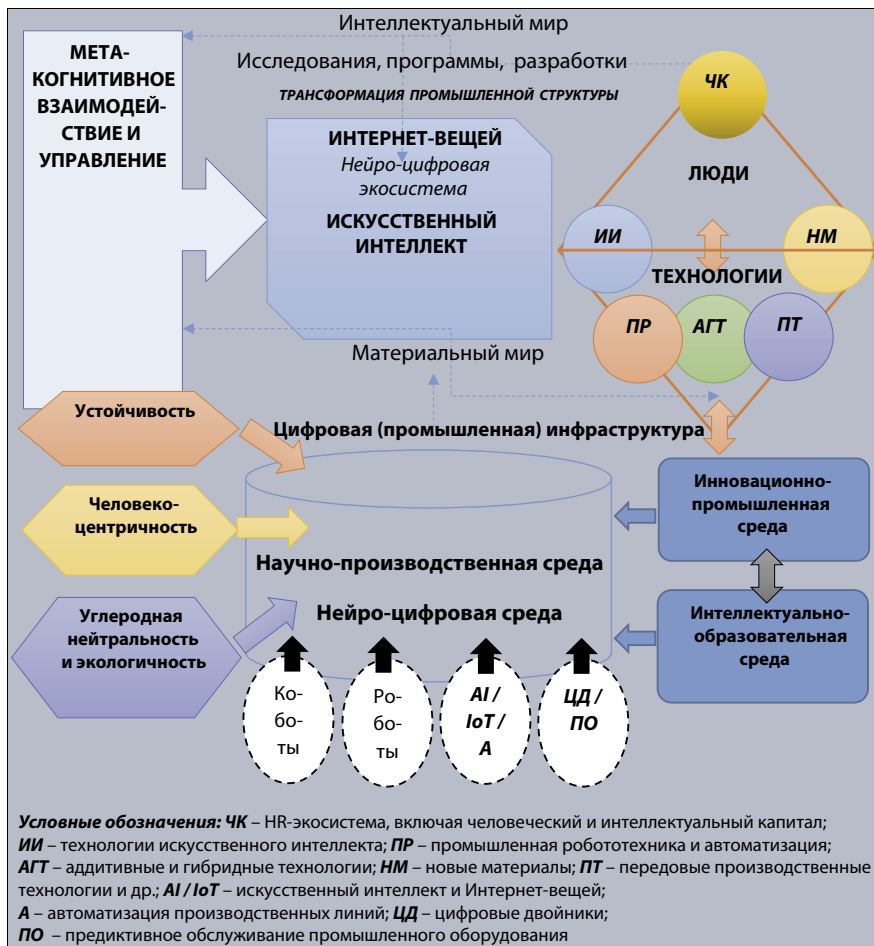 Интеллектуальный мир
МЕТА-
КОГНИТИВНОЕ
ВЗАИМОДЕЙ-
СТВИЕ И
УПРАВЛЕНИЕ
Исследования, программы, разработки
ТРАНСФОРМАЦИЯ ПРОМЫШЛЕННОЙ СТРУКТУРЫ
ИНТЕРНЕТ-ВЕЩЕЙ
Нейро-цифровая
экосистема
ИСКУССТВЕННЫЙ
ИНТЕЛЛЕКТ
ЧК
ЛЮДИ
ИИ
НМ
ТЕХНОЛОГИИ
ПР
АГТ
ПТ
Материальный мир
Устойчивость
Цифровая (промышленная) инфраструктура
Человеко-
центричность
Научно-производственная среда
Нейро-цифровая среда
Углеродная
нейтральность
и экологичность
Инновационно-
промышленная
среда
Интеллектуально-
образовательная
среда
Ко-
бо-
ты
Ро-
бо-
ты
AI /
IoT /
А
ЦД /
ПО
Условные обозначения: ЧК – HR-экосистема, включая человеческий и интеллектуальный капитал;
ИИ – технологии искусственного интеллекта; ПР – промышленная робототехника и автоматизация;
АГТ – аддитивные и гибридные технологии; НМ – новые материалы; ПТ – передовые производственные
технологии и др.; AI / IoT – искусственный интеллект и Интернет-вещей;
А – автоматизация производственных линий; ЦД – цифровые двойники;
ПО – предиктивное обслуживание промышленного оборудования